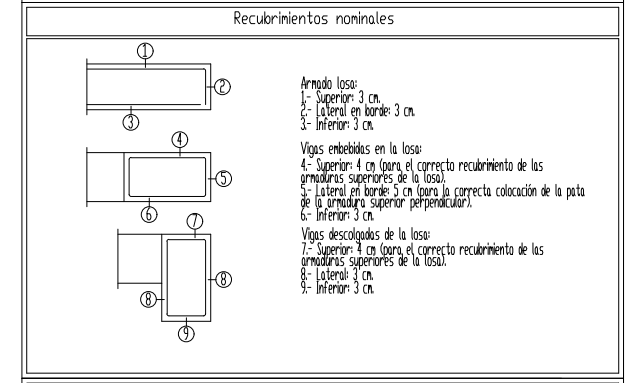 Recubrimientos nominales
1
2
3
Armado losa:
1.- Superior: 3 cm.
2.- Lateral en borde: 3 cm.
3.- Inferior: 3 cm.
4
5
6
Vigas embebidas en la losa:
4.- Superior: 4 cm (para el correcto recubrimiento de las
armaduras superiores de la losa).
5.- Lateral en borde: 5 cm (para la correcta colocación de la pata
de la armadura superior perpendicular).
6.- Inferior: 3 cm.
7
8
8
9
Vigas descolgadas de la losa:
7.- Superior: 4 cm (para el correcto recubrimiento de las
armaduras superiores de la losa).
8.- Lateral: 3 cm.
9.- Inferior: 3 cm.